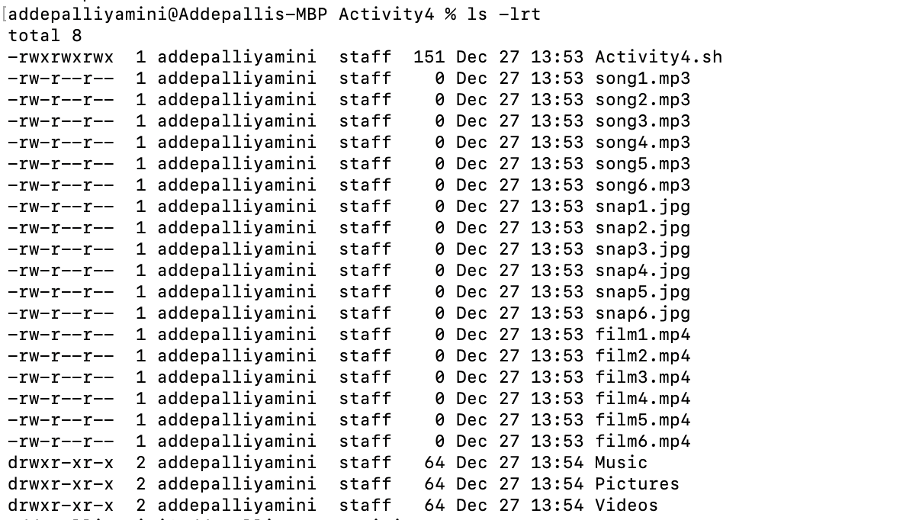 [addepalliyamini@Addepallis-MBP Activity4 % ls -lrt
total 8
-rwxrwxrwx  1 addepalliyamini  staff  151 Dec 27 13:53 Activity4.sh
-rw-r--r--  1 addepalliyamini  staff    0 Dec 27 13:53 song1.mp3
-rw-r--r--  1 addepalliyamini  staff    0 Dec 27 13:53 song2.mp3
-rw-r--r--  1 addepalliyamini  staff    0 Dec 27 13:53 song3.mp3
-rw-r--r--  1 addepalliyamini  staff    0 Dec 27 13:53 song4.mp3
-rw-r--r--  1 addepalliyamini  staff    0 Dec 27 13:53 song5.mp3
-rw-r--r--  1 addepalliyamini  staff    0 Dec 27 13:53 song6.mp3
-rw-r--r--  1 addepalliyamini  staff    0 Dec 27 13:53 snap1.jpg
-rw-r--r--  1 addepalliyamini  staff    0 Dec 27 13:53 snap2.jpg
-rw-r--r--  1 addepalliyamini  staff    0 Dec 27 13:53 snap3.jpg
-rw-r--r--  1 addepalliyamini  staff    0 Dec 27 13:53 snap4.jpg
-rw-r--r--  1 addepalliyamini  staff    0 Dec 27 13:53 snap5.jpg
-rw-r--r--  1 addepalliyamini  staff    0 Dec 27 13:53 snap6.jpg
-rw-r--r--  1 addepalliyamini  staff    0 Dec 27 13:53 film1.mp4
-rw-r--r--  1 addepalliyamini  staff    0 Dec 27 13:53 film2.mp4
-rw-r--r--  1 addepalliyamini  staff    0 Dec 27 13:53 film3.mp4
-rw-r--r--  1 addepalliyamini  staff    0 Dec 27 13:53 film4.mp4
-rw-r--r--  1 addepalliyamini  staff    0 Dec 27 13:53 film5.mp4
-rw-r--r--  1 addepalliyamini  staff    0 Dec 27 13:53 film6.mp4
drwxr-xr-x  2 addepalliyamini  staff   64 Dec 27 13:54 Music
drwxr-xr-x  2 addepalliyamini  staff   64 Dec 27 13:54 Pictures
drwxr-xr-x  2 addepalliyamini  staff   64 Dec 27 13:54 Videos